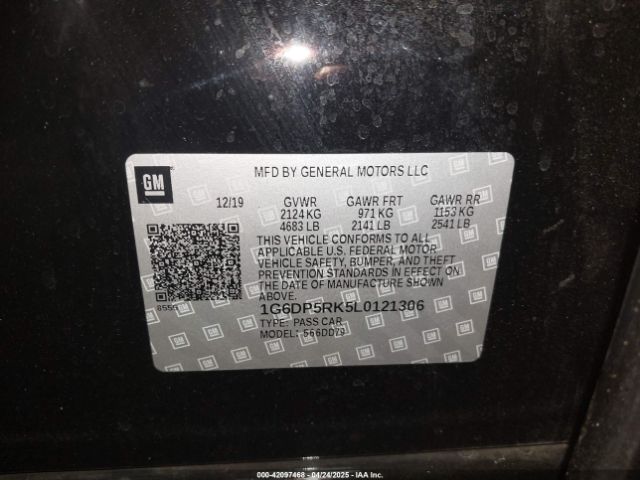 GM
MFD BY GENERAL MOTORS LLC
12/19 GVWR GAWR FRT GAWR RR
2124 KG 971 KG 1153 KG
4683 LB 2141 LB 2541 LB
THIS VEHICLE CONFORMS TO ALL
APPLICABLE U.S. FEDERAL MOTOR
VEHICLE SAFETY, BUMPER, AND THEFT
PREVENTION STANDARDS IN EFFECT ON
THE DATE OF MANUFACTURE SHOWN
ABOVE.
1G6DP5RK5L0121306
TYPE: PASS CAR
MODEL: 566DD79
000-42097468 - 04/24/2025 - IAA Inc.